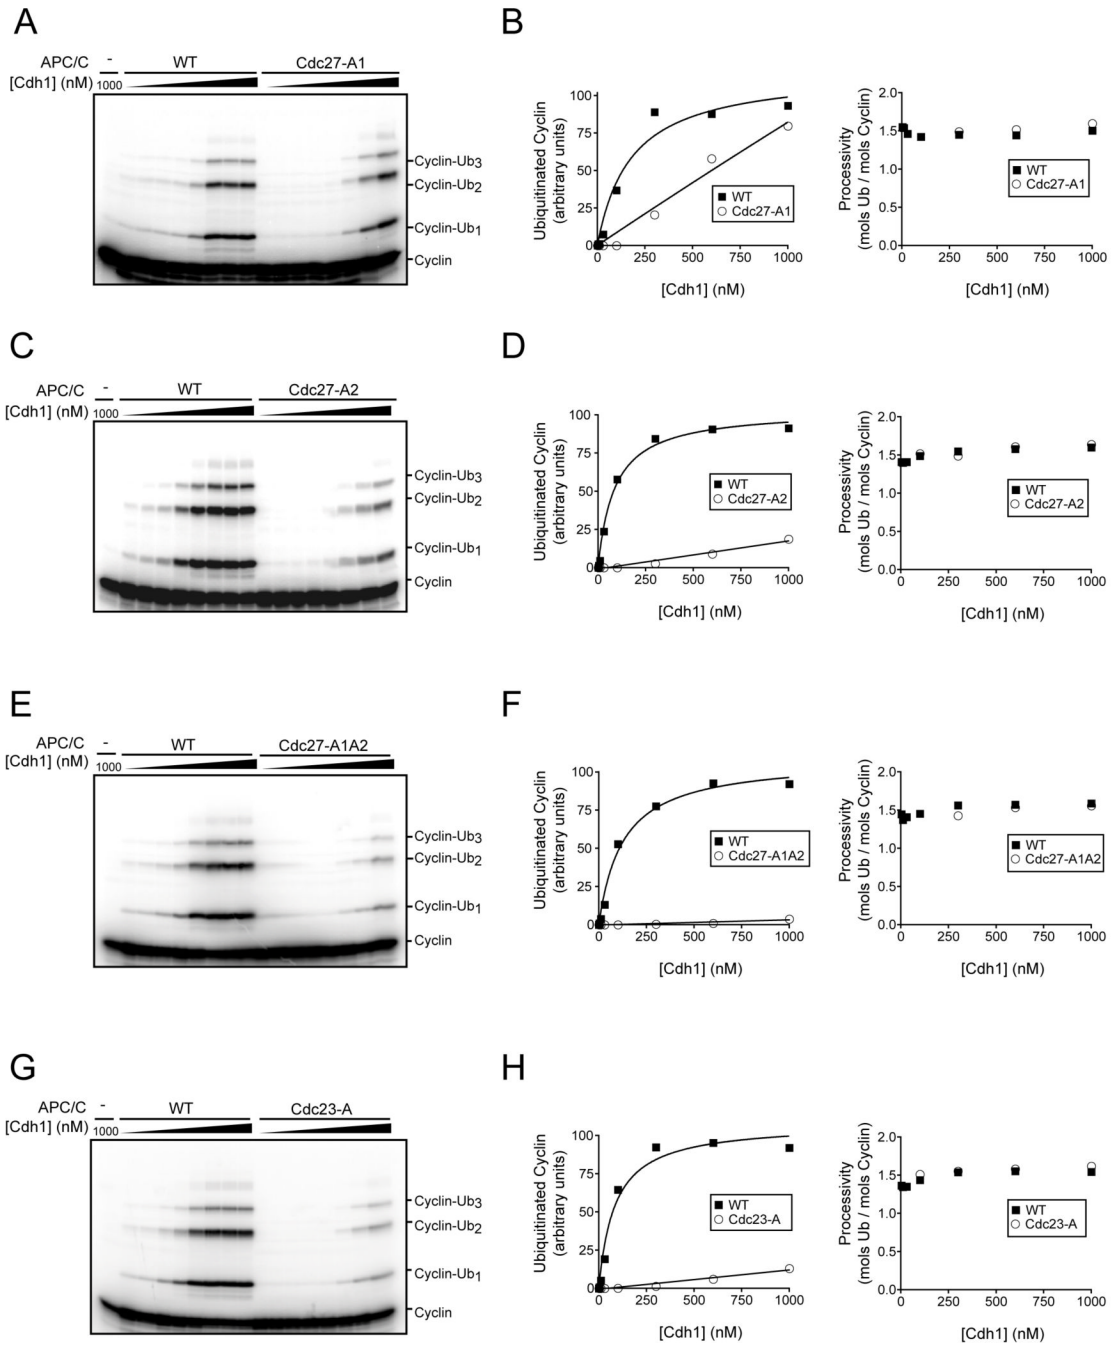 A
APC/C - WT Cdc27-A1
[Cdh1] (nM) 1000
Cyclin-Ub3
Cyclin-Ub2
Cyclin-Ub1
Cyclin
B
Ubiquitinated Cyclin
(arbitrary units)
100
75
50
25
0
0 250 500 750 1000
[Cdh1] (nM)
WT
Cdc27-A1
Processivity
(mols Ub / mols Cyclin)
2.0
1.5
1.0
0.5
0.0
0 250 500 750 1000
[Cdh1] (nM)
WT
Cdc27-A1
C
APC/C - WT Cdc27-A2
[Cdh1] (nM) 1000
Cyclin-Ub3
Cyclin-Ub2
Cyclin-Ub1
Cyclin
D
Ubiquitinated Cyclin
(arbitrary units)
100
75
50
25
0
0 250 500 750 1000
[Cdh1] (nM)
WT
Cdc27-A2
Processivity
(mols Ub / mols Cyclin)
2.0
1.5
1.0
0.5
0.0
0 250 500 750 1000
[Cdh1] (nM)
WT
Cdc27-A2
E
APC/C - WT Cdc27-A1A2
[Cdh1] (nM) 1000
Cyclin-Ub3
Cyclin-Ub2
Cyclin-Ub1
Cyclin
F
Ubiquitinated Cyclin
(arbitrary units)
100
75
50
25
0
0 250 500 750 1000
[Cdh1] (nM)
WT
Cdc27-A1A2
Processivity
(mols Ub / mols Cyclin)
2.0
1.5
1.0
0.5
0.0
0 250 500 750 1000
[Cdh1] (nM)
WT
Cdc27-A1A2
G
APC/C - WT Cdc23-A
[Cdh1] (nM) 1000
Cyclin-Ub3
Cyclin-Ub2
Cyclin-Ub1
Cyclin
H
Ubiquitinated Cyclin
(arbitrary units)
100
75
50
25
0
0 250 500 750 1000
[Cdh1] (nM)
WT
Cdc23-A
Processivity
(mols Ub / mols Cyclin)
2.0
1.5
1.0
0.5
0.0
0 250 500 750 1000
[Cdh1] (nM)
WT
Cdc23-A